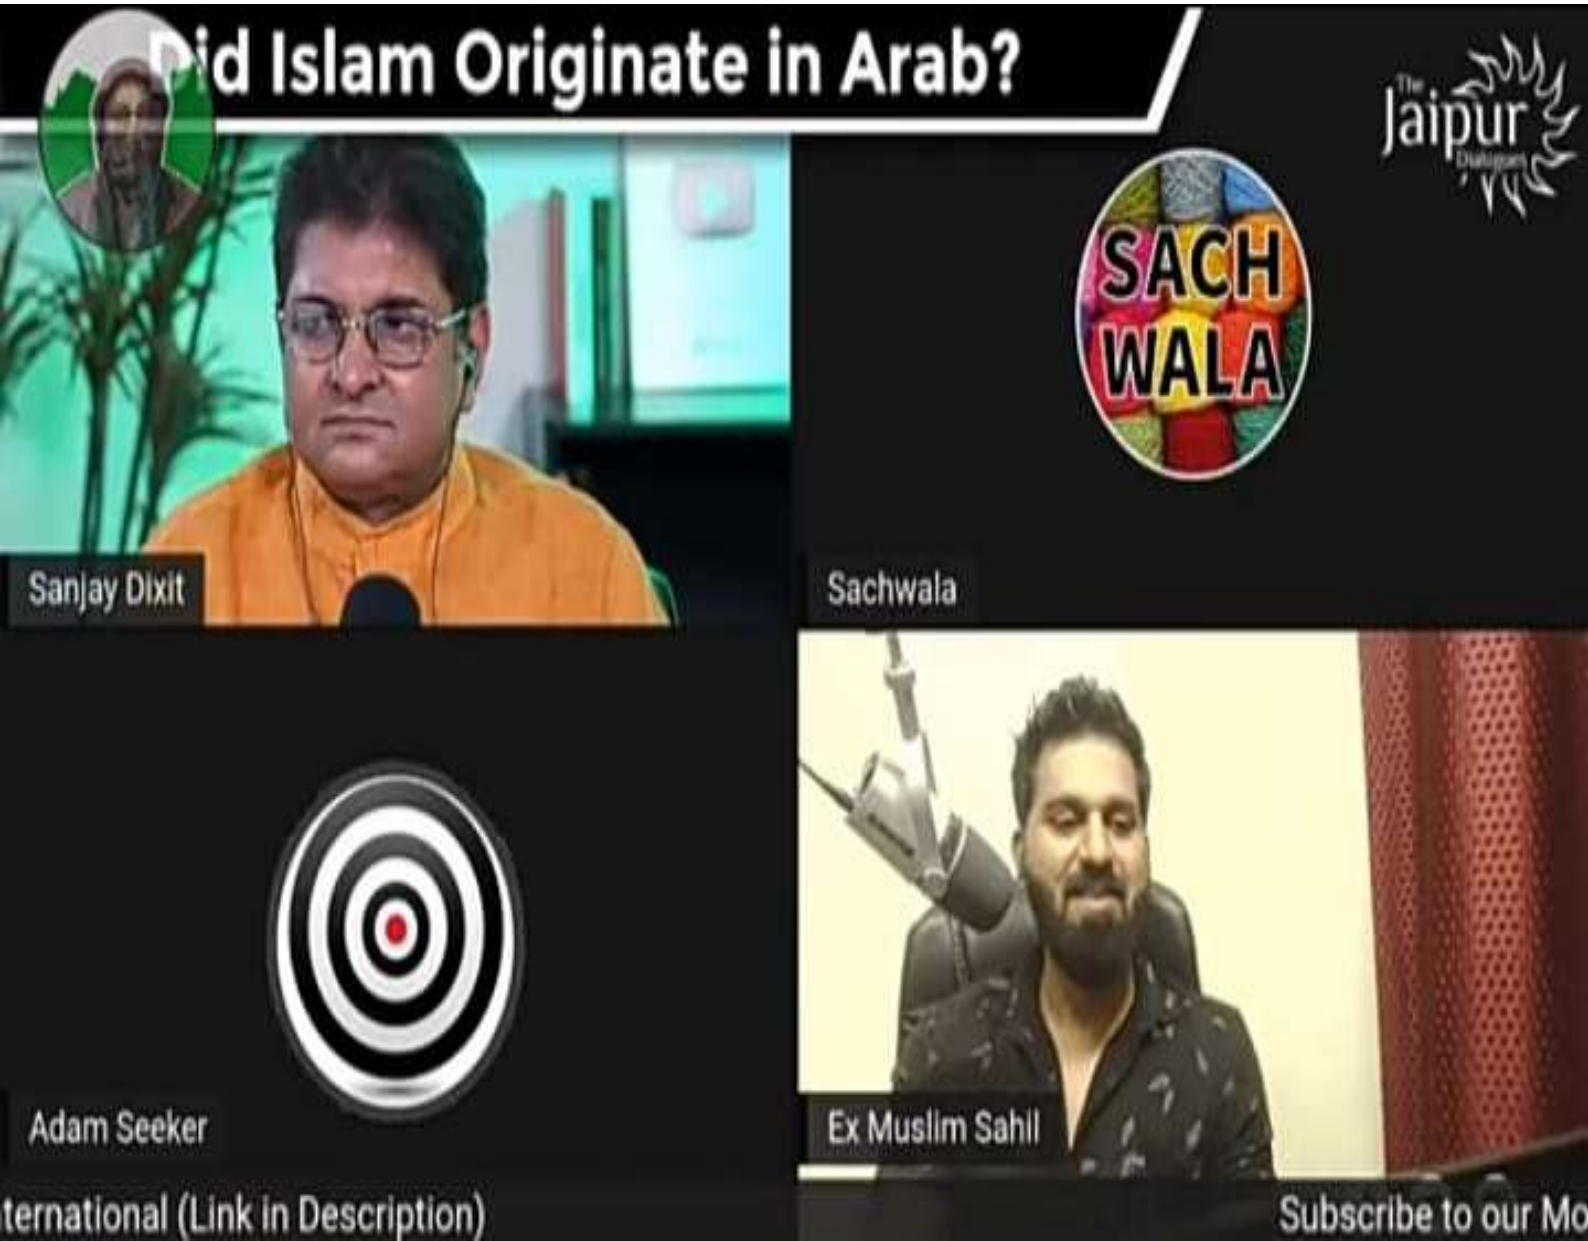 Did Islam Originate in Arab?
The
Jaipur
Dialogues
SACH
WALA
Sanjay Dixit
Sachwala
Adam Seeker
Ex Muslim Sahil
ternational (Link in Description)
Subscribe to our Mo